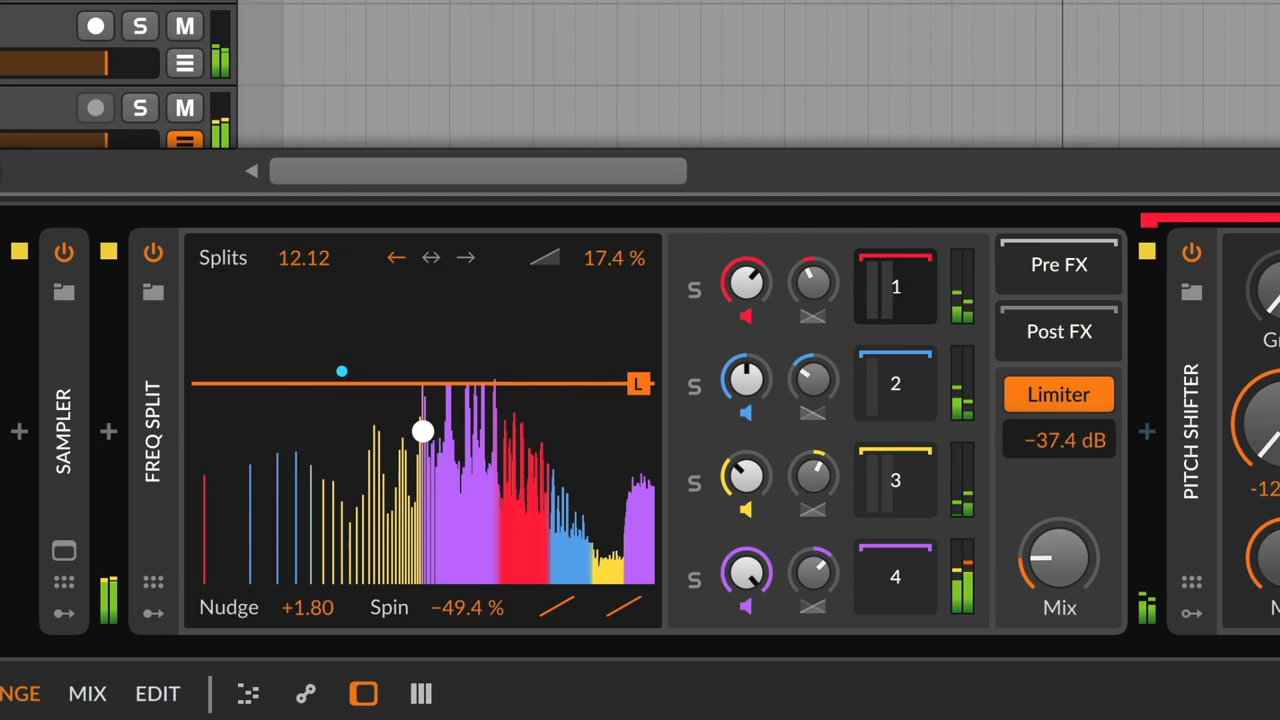 S M
S M
Splits 12.12 17.4 %
L
Nudge +1.80 Spin −49.4 %
SAMPLER
FREQ SPLIT
S 1
S 2
S 3
S 4
Pre FX
Post FX
Limiter
−37.4 dB
Mix
PITCH SHIFTER
G
-12
NGE MIX EDIT